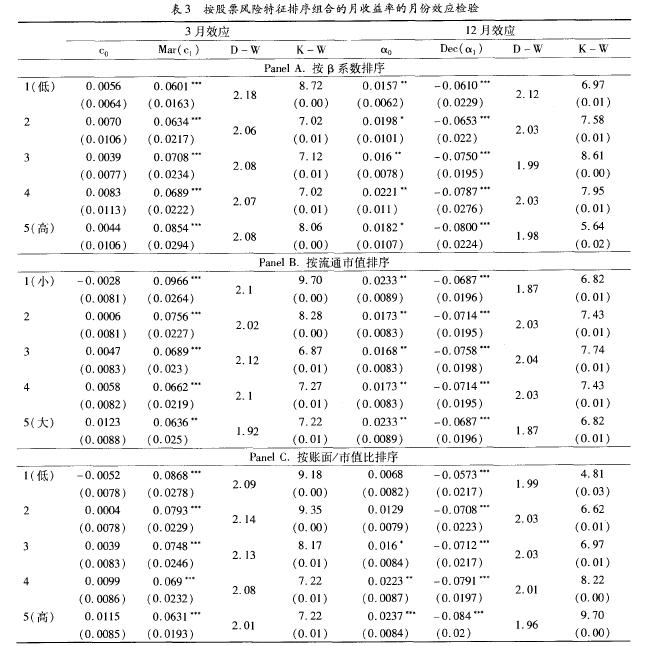 表3 按股票风险特征排序组合的月收益率的月份效应检验
3月效应 12月效应
c0 Mar(c1) D-W K-W α0 Dec(α1) D-W K-W
Panel A. 按β系数排序
1(低) 0.0056 0.0601*** 2.18 8.72 0.0157** -0.0610*** 2.12 6.97
(0.0064) (0.0163) (0.00) (0.0062) (0.0229) (0.01)
2 0.0070 0.0634*** 2.06 7.02 0.0198* -0.0653*** 2.03 7.58
(0.0106) (0.0217) (0.01) (0.0101) (0.022) (0.01)
3 0.0039 0.0708*** 2.08 7.12 0.016** -0.0750*** 1.99 8.61
(0.0077) (0.0234) (0.01) (0.0078) (0.0195) (0.00)
4 0.0083 0.0689*** 2.07 7.02 0.0221** -0.0787*** 2.03 7.95
(0.0113) (0.0222) (0.01) (0.011) (0.0276) (0.01)
5(高) 0.0044 0.0854*** 2.08 8.06 0.0182* -0.0800*** 1.98 5.64
(0.0106) (0.0294) (0.00) (0.0107) (0.0224) (0.02)
Panel B. 按流通市值排序
1(小) -0.0028 0.0966*** 2.1 9.70 0.0233** -0.0687*** 1.87 6.82
(0.0081) (0.0264) (0.00) (0.0089) (0.0196) (0.01)
2 0.0006 0.0756*** 2.02 8.28 0.0173** -0.0714*** 2.03 7.43
(0.0081) (0.0227) (0.00) (0.0083) (0.0195) (0.01)
3 0.0047 0.0689*** 2.12 6.87 0.0168** -0.0758*** 2.04 7.74
(0.0083) (0.023) (0.01) (0.0083) (0.0198) (0.01)
4 0.0058 0.0662*** 2.1 7.27 0.0173** -0.0714*** 2.03 7.43
(0.0082) (0.0219) (0.01) (0.0083) (0.0195) (0.01)
5(大) 0.0123 0.0636** 1.92 7.22 0.0233** -0.0687*** 1.87 6.82
(0.0088) (0.025) (0.01) (0.0089) (0.0196) (0.01)
Panel C. 按账面/市值比排序
1(低) -0.0052 0.0868*** 2.09 9.18 0.0068 -0.0573*** 1.99 4.81
(0.0078) (0.0278) (0.00) (0.0082) (0.0217) (0.03)
2 0.0004 0.0793*** 2.14 9.35 0.0129 -0.0708*** 2.03 6.62
(0.0078) (0.0229) (0.00) (0.0079) (0.0223) (0.01)
3 0.0039 0.0748*** 2.13 8.17 0.016* -0.0712*** 2.03 6.97
(0.0083) (0.0246) (0.01) (0.0084) (0.0217) (0.01)
4 0.0099 0.069*** 2.08 7.22 0.0223** -0.0791*** 2.01 8.22
(0.0086) (0.0232) (0.01) (0.0087) (0.0197) (0.00)
5(高) 0.0115 0.0631*** 2.01 7.22 0.0237*** -0.084*** 1.96 9.70
(0.0085) (0.0193) (0.01) (0.0084) (0.02) (0.00)